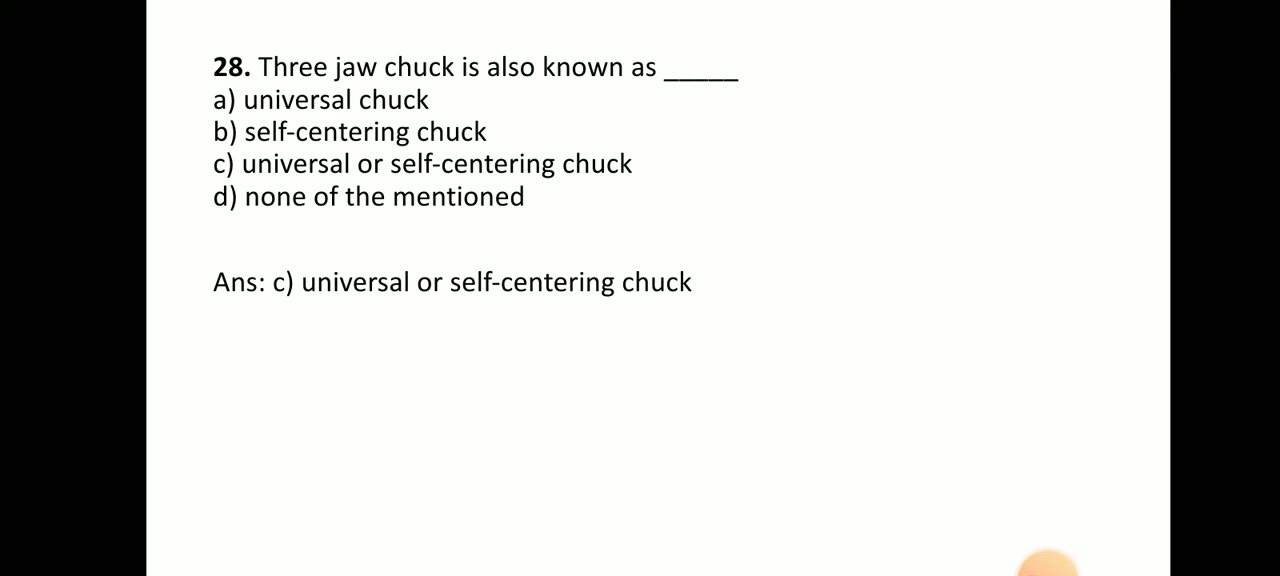 28. Three jaw chuck is also known as _____
a) universal chuck
b) self-centering chuck
c) universal or self-centering chuck
d) none of the mentioned
Ans: c) universal or self-centering chuck